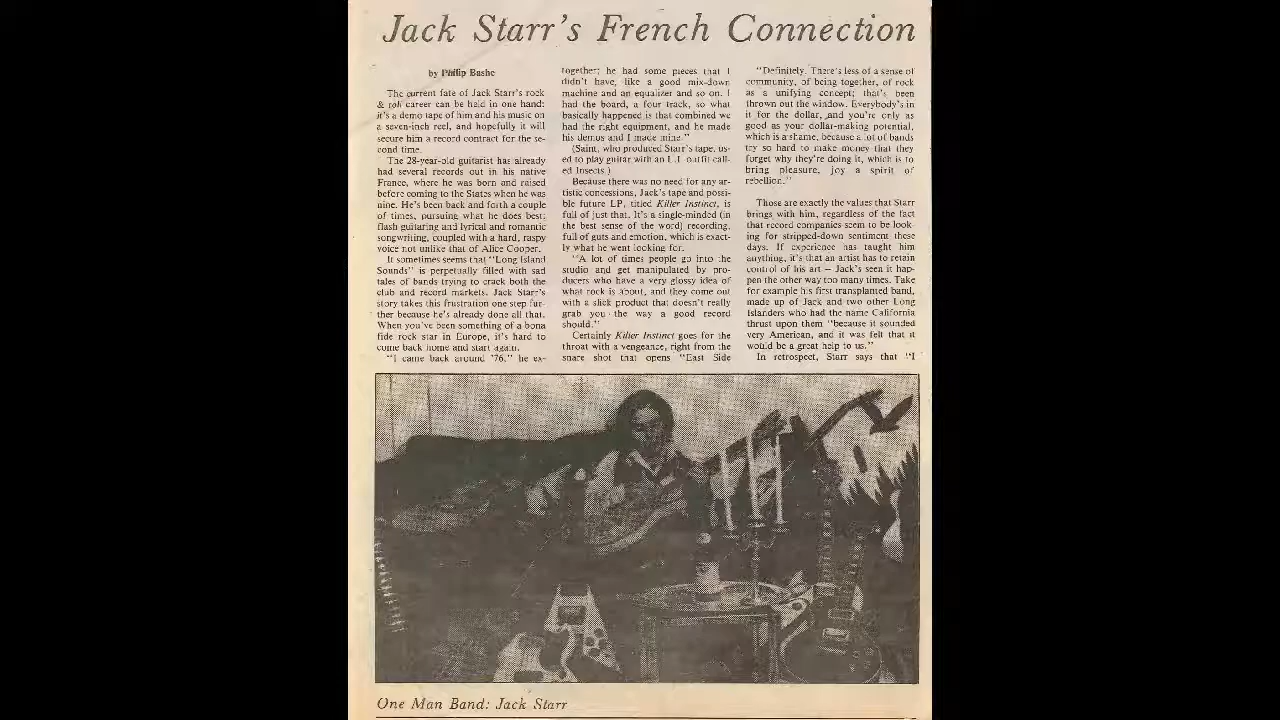 Jack Starr's French Connection
by Philip Bashe
The current fate of Jack Starr's rock
& roll career can be held in one hand:
it's a demo tape of him and his music on
a seven-inch reel, and hopefully it will
secure him a record contract for the se-
cond time.
The 28-year-old guitarist has already
had several records out in his native
France, where he was born and raised
before coming to the States when he was
nine. He's been back and forth a couple
of times, pursuing what he does best:
flash guitaring and lyrical and romantic
songwriting, coupled with a hard, raspy
voice not unlike that of Alice Cooper.
It sometimes seems that "Long Island
Sounds" is perpetually filled with sad
tales of bands trying to crack both the
club and record markets. Jack Starr's
story takes this frustration one step fur-
ther because he's already done all that.
When you've been something of a bona
fide rock star in Europe, it's hard to
come back home and start again.
"I came back around '76," he ex-
together; he had some pieces that I
didn't have, like a good mix-down
machine and an equalizer and so on. I
had the board, a four track, so what
basically happened is that combined we
had the right equipment, and he made
his demos and I made mine."
(Saint, who produced Starr's tape, us-
ed to play guitar with an L.I. outfit call-
ed Insects.)
Because there was no need for any ar-
tistic concessions, Jack's tape and possi-
ble future LP, titled Killer Instinct, is
full of just that. It's a single-minded (in
the best sense of the word) recording,
full of guts and emotion, which is exact-
ly what he went looking for.
"A lot of times people go into the
studio and get manipulated by pro-
ducers who have a very glossy idea of
what rock is about, and they come out
with a slick product that doesn't really
grab you the way a good record
should."
Certainly Killer Instinct goes for the
throat with a vengeance, right from the
snare shot that opens "East Side
"Definitely. There's less of a sense of
community, of being together, of rock
as a unifying concept; that's been
thrown out the window. Everybody's in
it for the dollar, and you're only as
good as your dollar-making potential,
which is a shame, because a lot of bands
try so hard to make money that they
forget why they're doing it, which is to
bring pleasure, joy a spirit of
rebellion."
Those are exactly the values that Starr
brings with him, regardless of the fact
that record companies seem to be look-
ing for stripped-down sentiment these
days. If experience has taught him
anything, it's that an artist has to retain
control of his art — Jack's seen it hap-
pen the other way too many times. Take
for example his first transplanted band,
made up of Jack and two other Long
Islanders who had the name California
thrust upon them "because it sounded
very American, and it was felt that it
would be a great help to us."
In retrospect, Starr says that "I
One Man Band: Jack Starr